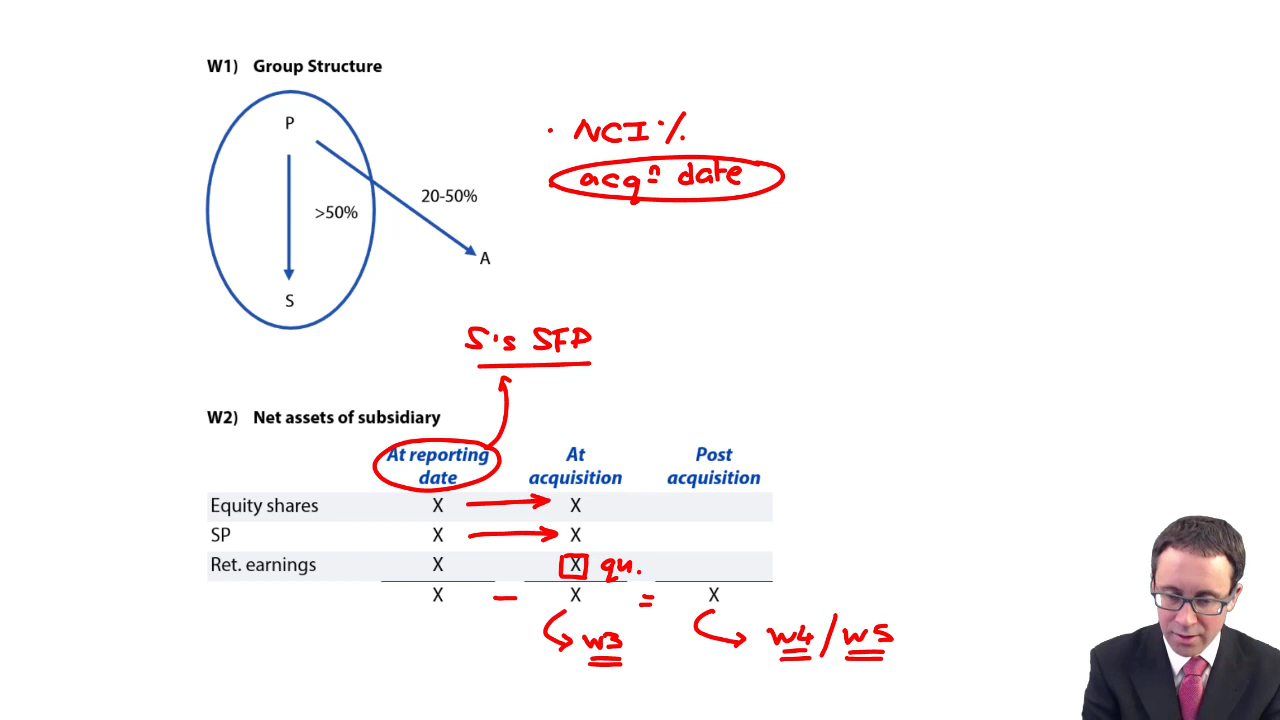 W1) Group Structure
P
· NCI %
acqⁿ date
20-50%
>50%
A
S
S's SFP
W2) Net assets of subsidiary
At reporting date At acquisition Post acquisition
Equity shares X X
SP X X
Ret. earnings X X qu.
X – X = X
W3 W4/W5